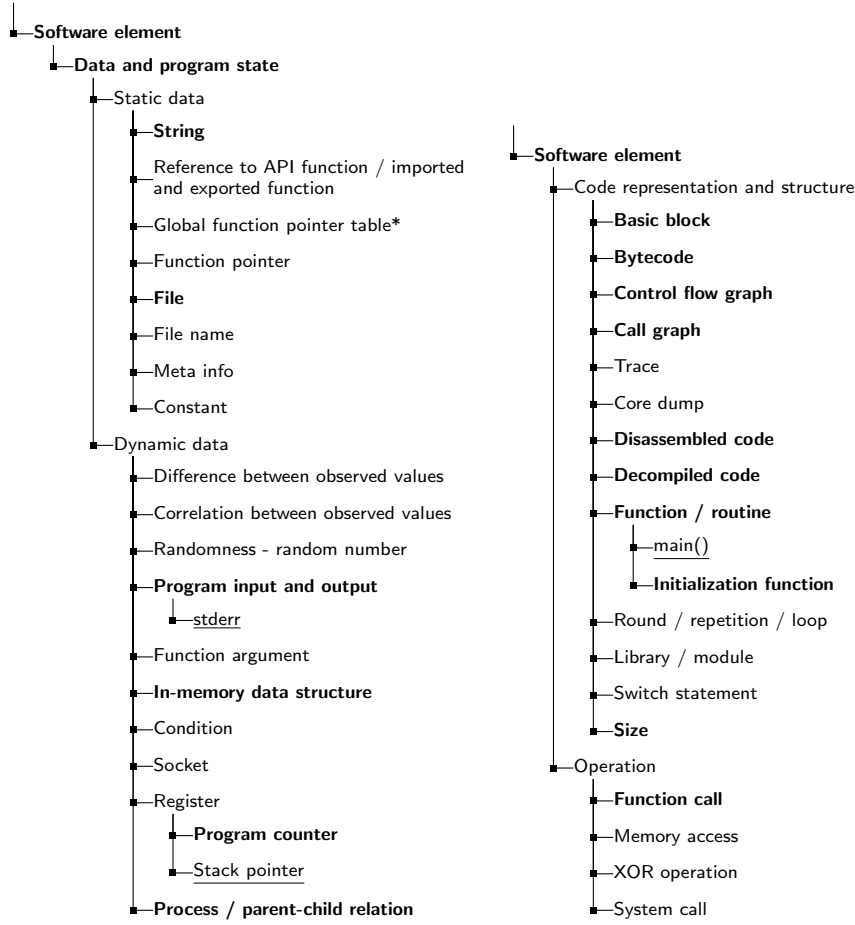 Software element
Data and program state
Static data
String
Reference to API function / imported
and exported function
Global function pointer table*
Function pointer
File
File name
Meta info
Constant
Dynamic data
Difference between observed values
Correlation between observed values
Randomness - random number
Program input and output
stderr
Function argument
In-memory data structure
Condition
Socket
Register
Program counter
Stack pointer
Process / parent-child relation
Software element
Code representation and structure
Basic block
Bytecode
Control flow graph
Call graph
Trace
Core dump
Disassembled code
Decompiled code
Function / routine
main()
Initialization function
Round / repetition / loop
Library / module
Switch statement
Size
Operation
Function call
Memory access
XOR operation
System call